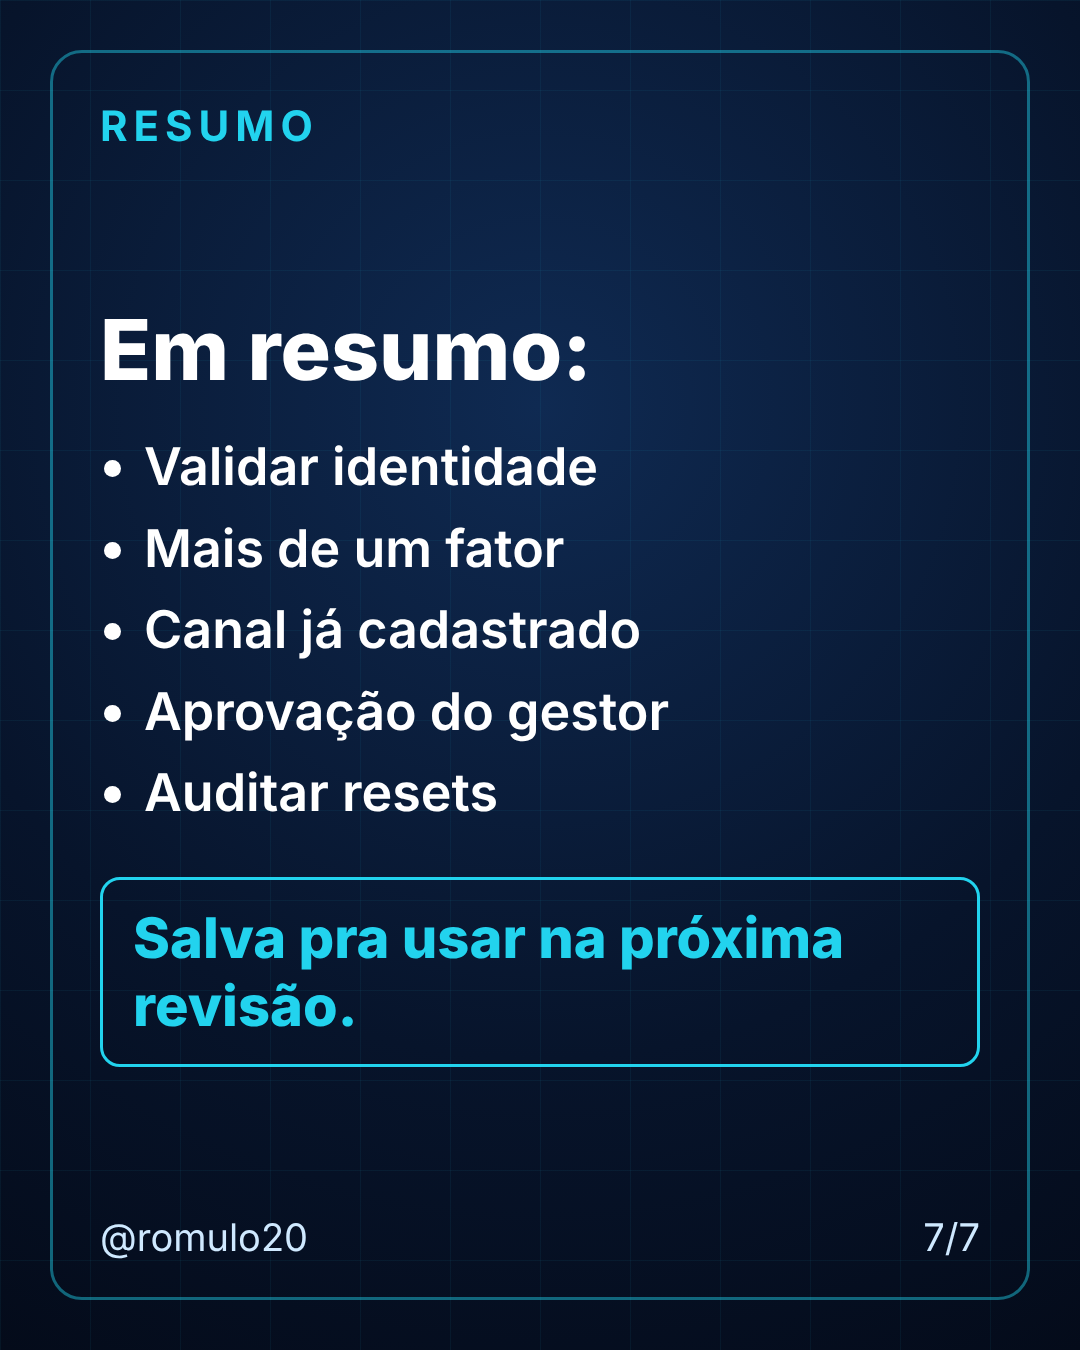 RESUMO
Em resumo:
• Validar identidade
• Mais de um fator
• Canal já cadastrado
• Aprovação do gestor
• Auditar resets
Salva pra usar na próxima
revisão.
@romulo20
7/7